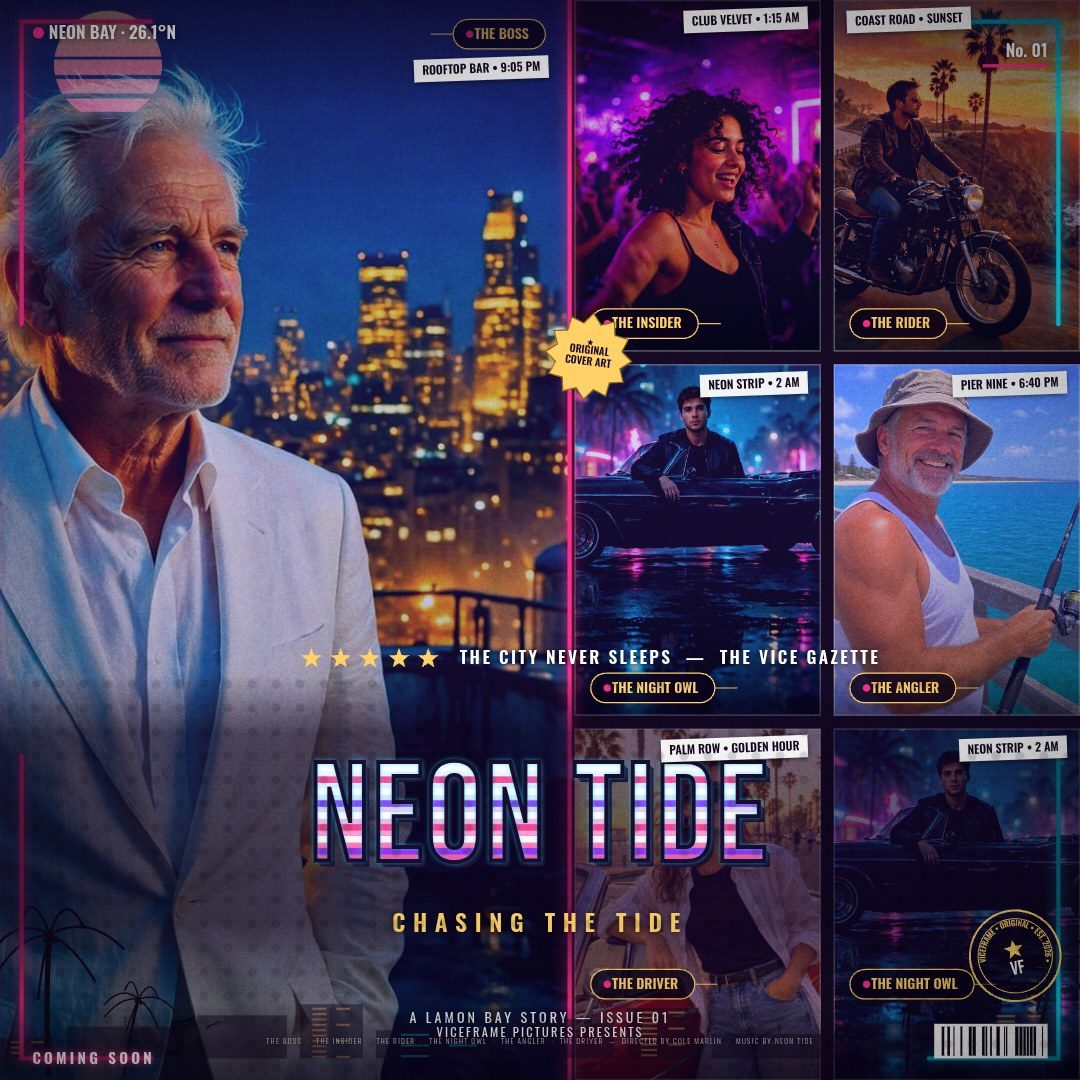 NEON BAY · 26.1°N
THE BOSS
ROOFTOP BAR • 9:05 PM
CLUB VELVET • 1:15 AM
THE INSIDER
COAST ROAD • SUNSET
No. 01
THE RIDER
ORIGINAL
COVER ART
NEON STRIP • 2 AM
THE NIGHT OWL
PIER NINE • 6:40 PM
THE ANGLER
★★★★★ THE CITY NEVER SLEEPS — THE VICE GAZETTE
PALM ROW • GOLDEN HOUR
NEON TIDE
CHASING THE TIDE
THE DRIVER
NEON STRIP • 2 AM
THE NIGHT OWL
VICEFRAME • ORIGINAL • EST. 2026 •
VF
A LAMON BAY STORY — ISSUE 01
VICEFRAME PICTURES PRESENTS
THE BOSS · THE INSIDER · THE RIDER · THE NIGHT OWL · THE ANGLER · THE DRIVER — DIRECTED BY COLE MARLIN · MUSIC BY NEON TIDE
COMING SOON